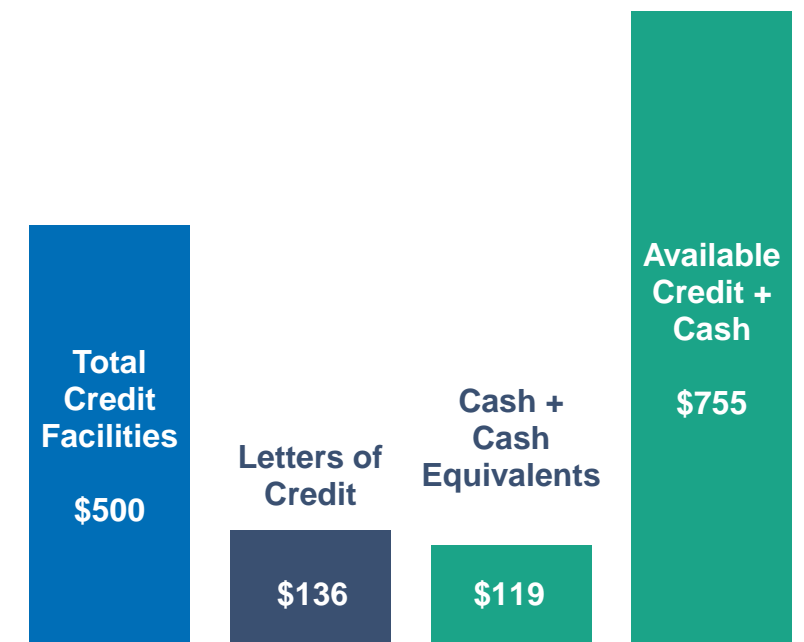 Total
Credit
Facilities
$500
Letters of
Credit
$136
Cash +
Cash
Equivalents
$119
Available
Credit +
Cash
$755